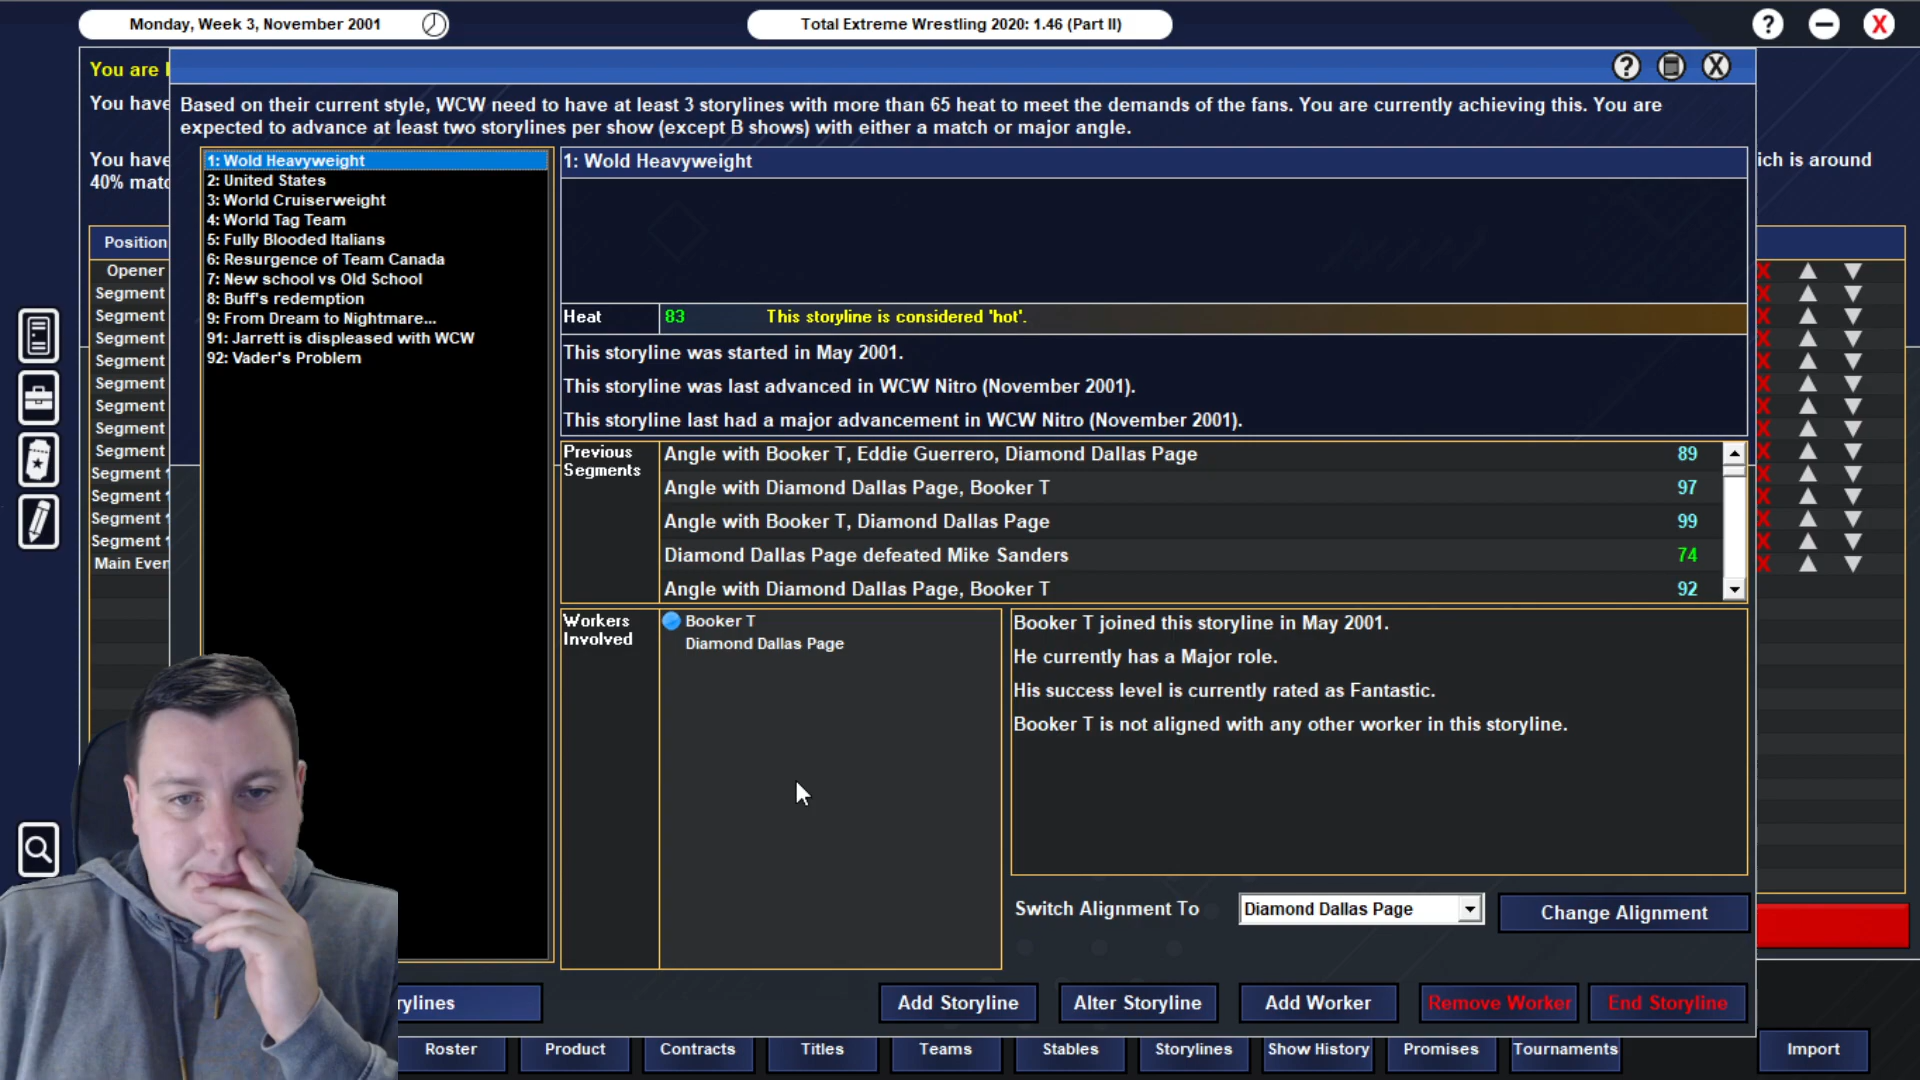 Monday, Week 3, November 2001
Total Extreme Wrestling 2020: 1.46 (Part II)
?
X
You are
?
X
You have
Based on their current style, WCW need to have at least 3 storylines with more than 65 heat to meet the demands of the fans. You are currently achieving this. You are
expected to advance at least two storylines per show (except B shows) with either a match or major angle.
You have
ich is around
40% matc
1: Wold Heavyweight
2: United States
3: World Cruiserweight
4: World Tag Team
5: Fully Blooded Italians
6: Resurgence of Team Canada
7: New school vs Old School
8: Buff's redemption
9: From Dream to Nightmare...
91: Jarrett is displeased with WCW
92: Vader's Problem
1: Wold Heavyweight
Heat
83
This storyline is considered 'hot'.
This storyline was started in May 2001.
This storyline was last advanced in WCW Nitro (November 2001).
This storyline last had a major advancement in WCW Nitro (November 2001).
Previous
Segments
Angle with Booker T, Eddie Guerrero, Diamond Dallas Page 89
Angle with Diamond Dallas Page, Booker T 97
Angle with Booker T, Diamond Dallas Page 99
Diamond Dallas Page defeated Mike Sanders 74
Angle with Diamond Dallas Page, Booker T 92
Workers
Involved
Booker T
Diamond Dallas Page
Booker T joined this storyline in May 2001.
He currently has a Major role.
His success level is currently rated as Fantastic.
Booker T is not aligned with any other worker in this storyline.
Switch Alignment To
Diamond Dallas Page
Change Alignment
Position
Opener
Segment
Segment
Segment
Segment
Segment
Segment
Segment
Segment
Segment 1
Segment 1
Segment 1
Segment 1
Main Even
X
X
X
X
X
X
X
X
X
X
X
X
X
X
rylines
Add Storyline
Alter Storyline
Add Worker
Remove Worker
End Storyline
Roster
Product
Contracts
Titles
Teams
Stables
Storylines
Show History
Promises
Tournaments
Import